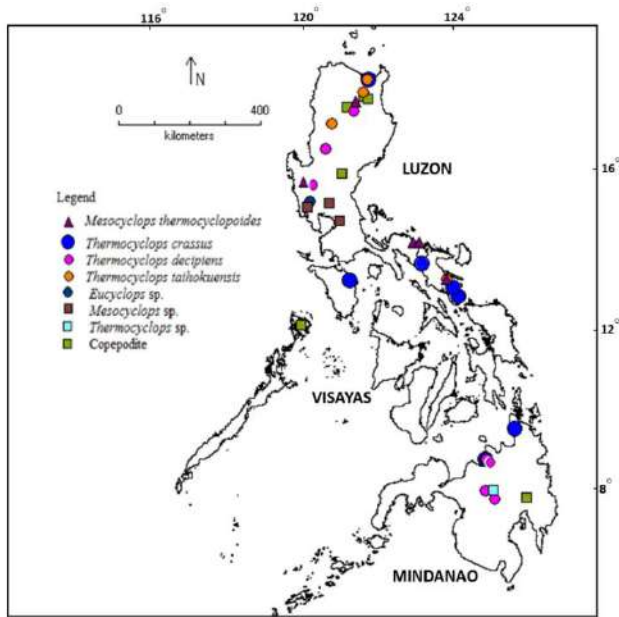 116° 120° 124°
N
0 400
kilometers
LUZON
16°
Legend
Mesocyclops thermocyclopoides
Thermocyclops crassus
Thermocyclops decipiens
Thermocyclops taihokuensis
Eucyclops sp.
Mesocyclops sp.
Thermocyclops sp.
Copepodite
12°
VISAYAS
8°
MINDANAO